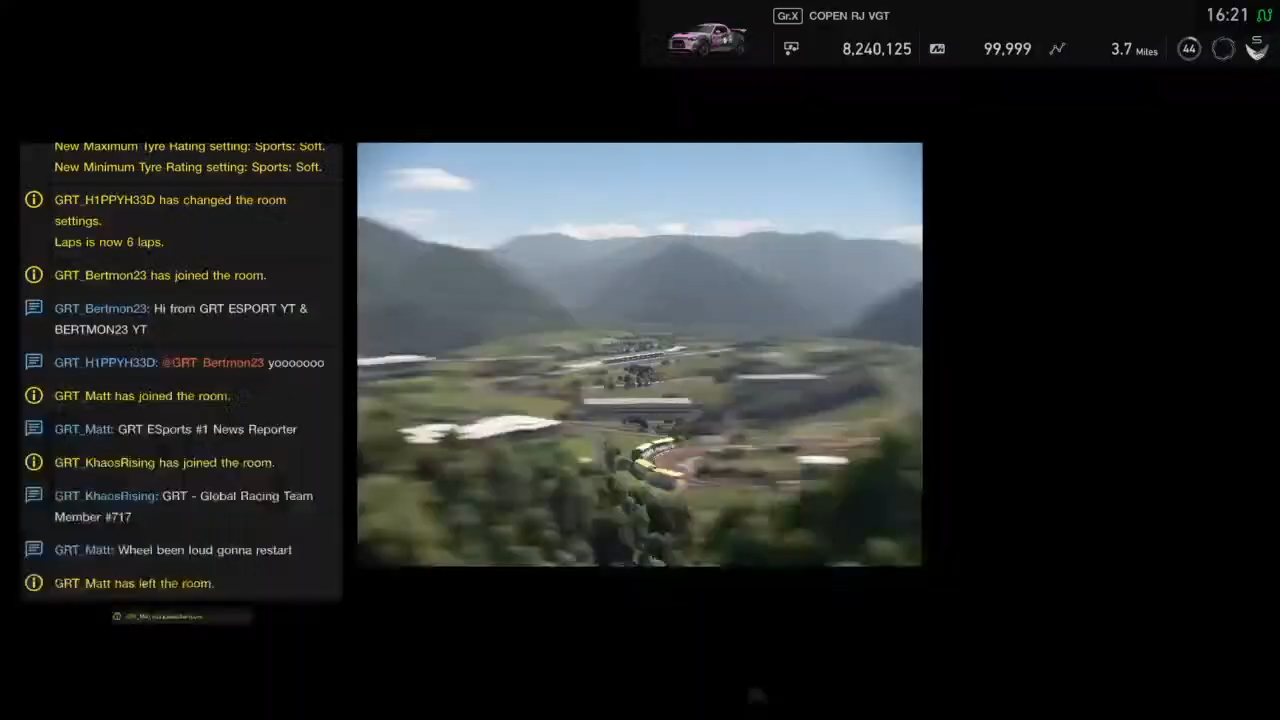 Gr.X COPEN RJ VGT
16:21
8,240,125
99,999
3.7 Miles
44
S
New Maximum Tyre Rating setting: Sports: Soft.
New Minimum Tyre Rating setting: Sports: Soft.
GRT_H1PPYH33D has changed the room
settings.
Laps is now 6 laps.
GRT_Bertmon23 has joined the room.
GRT_Bertmon23: Hi from GRT ESPORT YT &
BERTMON23 YT
GRT_H1PPYH33D: @GRT_Bertmon23 yooooooo
GRT_Matt has joined the room.
GRT_Matt: GRT ESports #1 News Reporter
GRT_KhaosRising has joined the room.
GRT_KhaosRising: GRT - Global Racing Team
Member #717
GRT_Matt: Wheel been loud gonna restart
GRT_Matt has left the room.